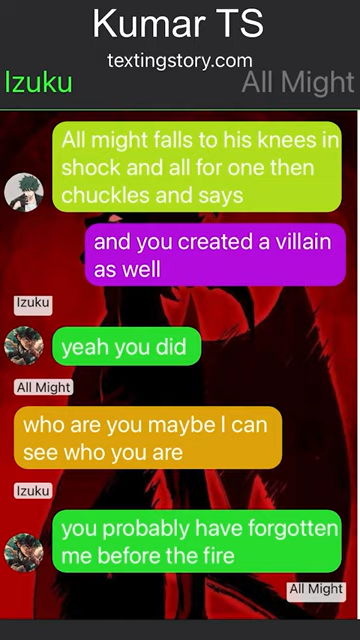 Kumar TS
textingstory.com
Izuku
All Might
All might falls to his knees in
shock and all for one then
chuckles and says
and you created a villain
as well
Izuku
yeah you did
All Might
who are you maybe I can
see who you are
Izuku
you probably have forgotten
me before the fire
All Might